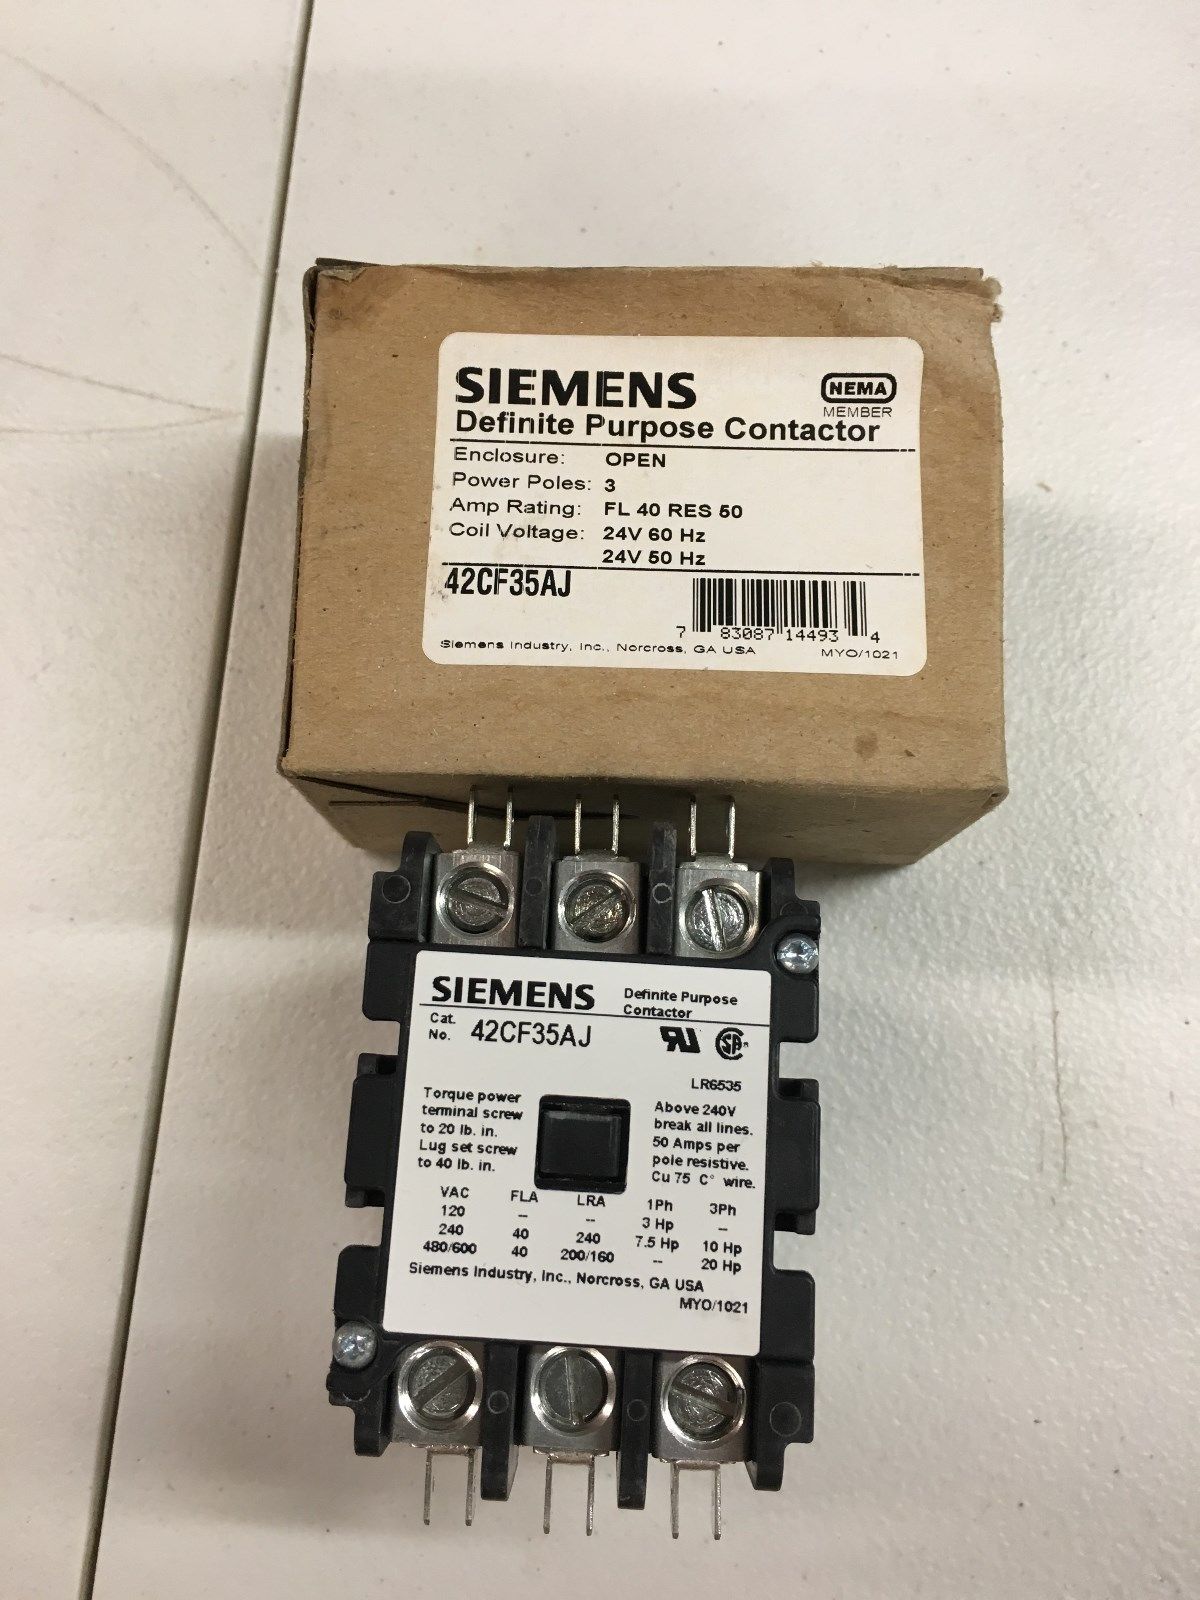 SIEMENS
NEMA
MEMBER
Definite Purpose Contactor
Enclosure: OPEN
Power Poles: 3
Amp Rating: FL 40 RES 50
Coil Voltage: 24V 60 Hz
24V 50 Hz
42CF35AJ
7 83087 14493 4
Siemens Industry, Inc., Norcross, GA USA MYO/1021
SIEMENS
Definite Purpose
Contactor
Cat.
No. 42CF35AJ
LR6535
Torque power
terminal screw
to 20 lb. in.
Lug set screw
to 40 lb. in.
Above 240V
break all lines.
50 Amps per
pole resistive.
Cu 75 C° wire.
VAC FLA LRA 1Ph 3Ph
120 -- -- 3 Hp --
240 40 240 7.5 Hp 10 Hp
480/600 40 200/160 -- 20 Hp
Siemens Industry, Inc., Norcross, GA USA
MYO/1021